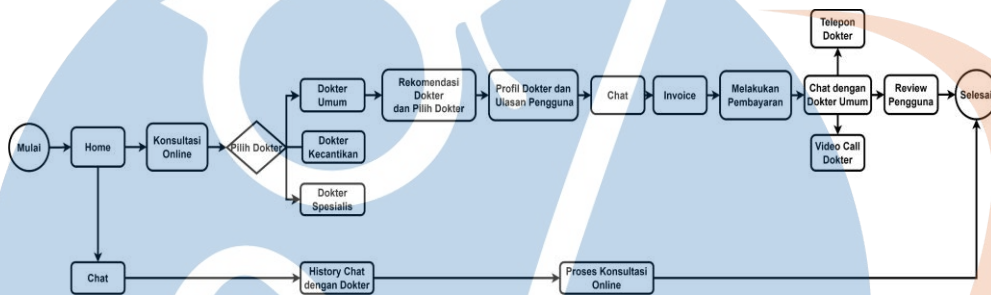 Mulai
Home
Konsultasi
Online
Pilih Dokter
Dokter
Umum
Dokter
Kecantikan
Dokter
Spesialis
Rekomendasi
Dokter
dan Pilih Dokter
Profil Dokter dan
Ulasan Pengguna
Chat
Invoice
Melakukan
Pembayaran
Telepon
Dokter
Chat dengan
Dokter Umum
Video Call
Dokter
Review
Pengguna
Selesai
Chat
History Chat
dengan Dokter
Proses Konsultasi
Online